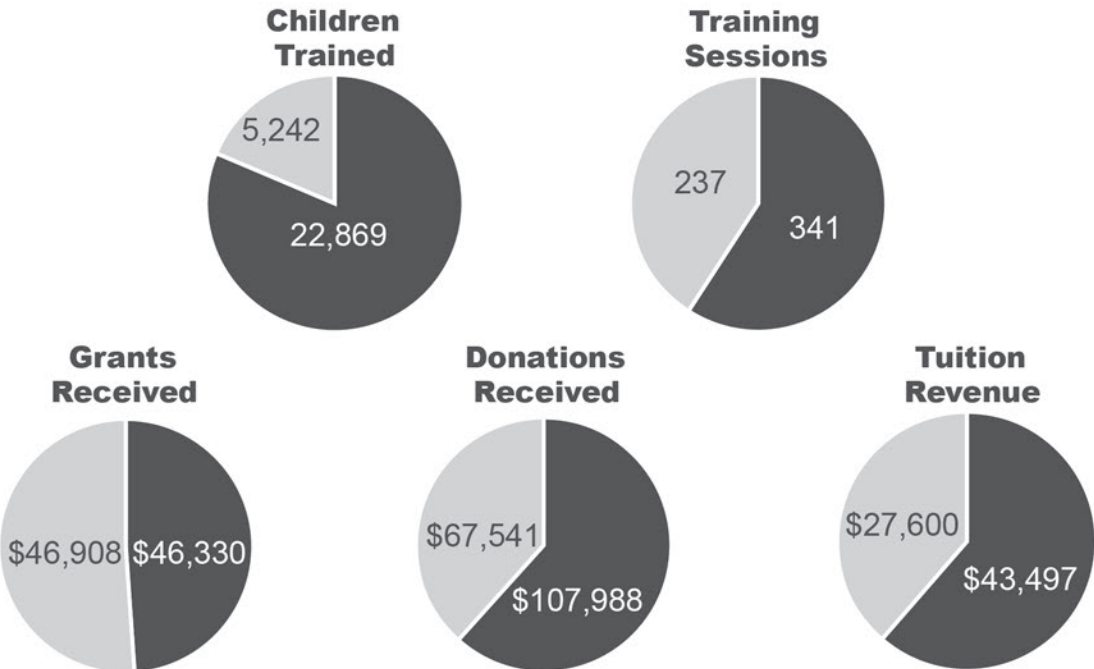 Children
Trained
5,242
22,869
Training
Sessions
237
341
Grants
Received
$46,908
$46,330
Donations
Received
$67,541
$107,988
Tuition
Revenue
$27,600
$43,497